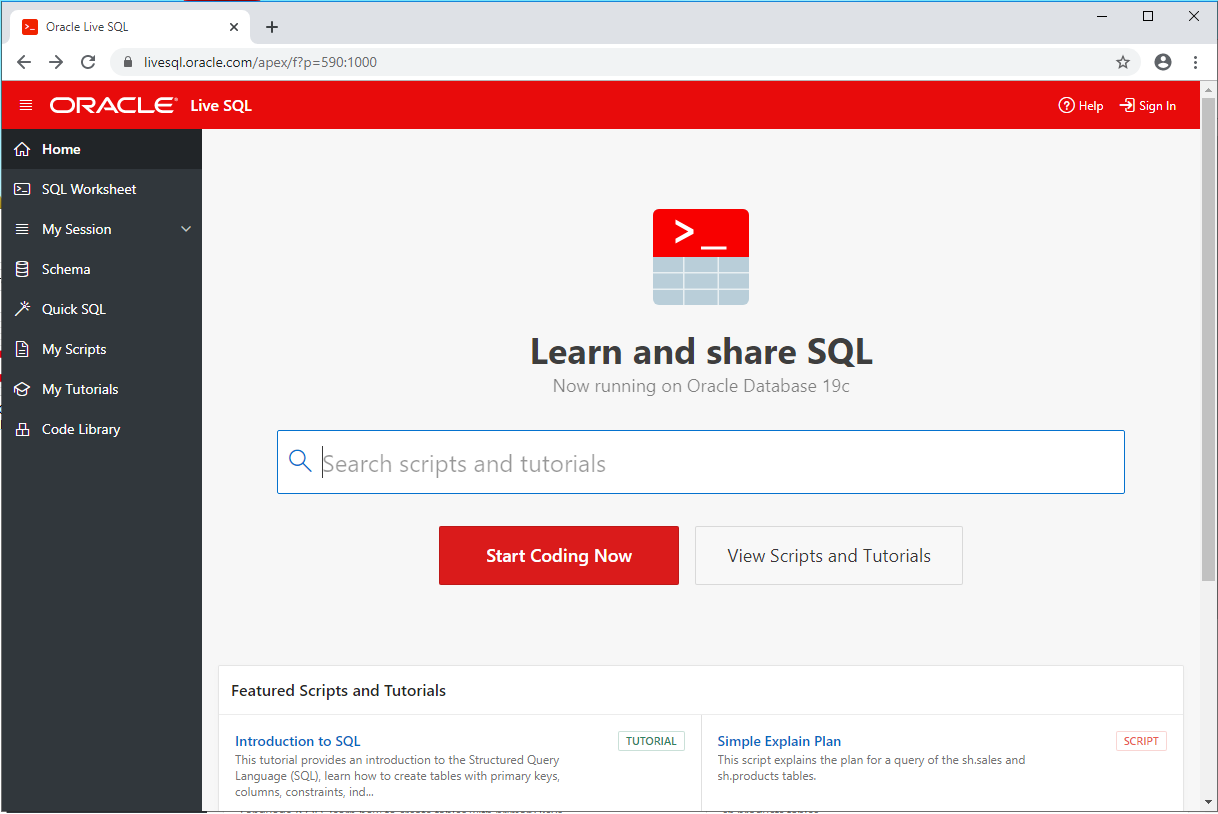 Oracle Live SQL
livesql.oracle.com/apex/f?p=590:1000
ORACLE Live SQL
Help
Sign In
Home
SQL Worksheet
My Session
Schema
Quick SQL
My Scripts
My Tutorials
Code Library
>_
Learn and share SQL
Now running on Oracle Database 19c
Search scripts and tutorials
Start Coding Now
View Scripts and Tutorials
Featured Scripts and Tutorials
Introduction to SQL
TUTORIAL
This tutorial provides an introduction to the Structured Query
Language (SQL), learn how to create tables with primary keys,
columns, constraints, ind...
Simple Explain Plan
SCRIPT
This script explains the plan for a query of the sh.sales and
sh.products tables.